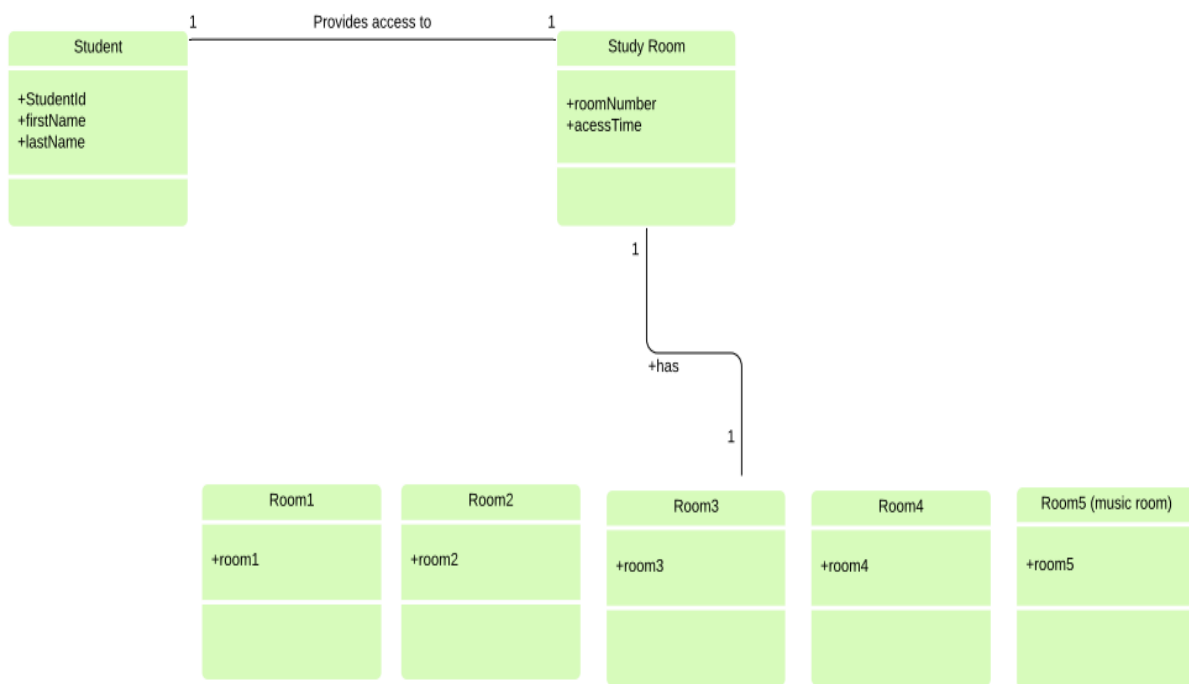 1 Provides access to 1
Student
+StudentId
+firstName
+lastName
Study Room
+roomNumber
+acessTime
1
+has
1
Room1
+room1
Room2
+room2
Room3
+room3
Room4
+room4
Room5 (music room)
+room5